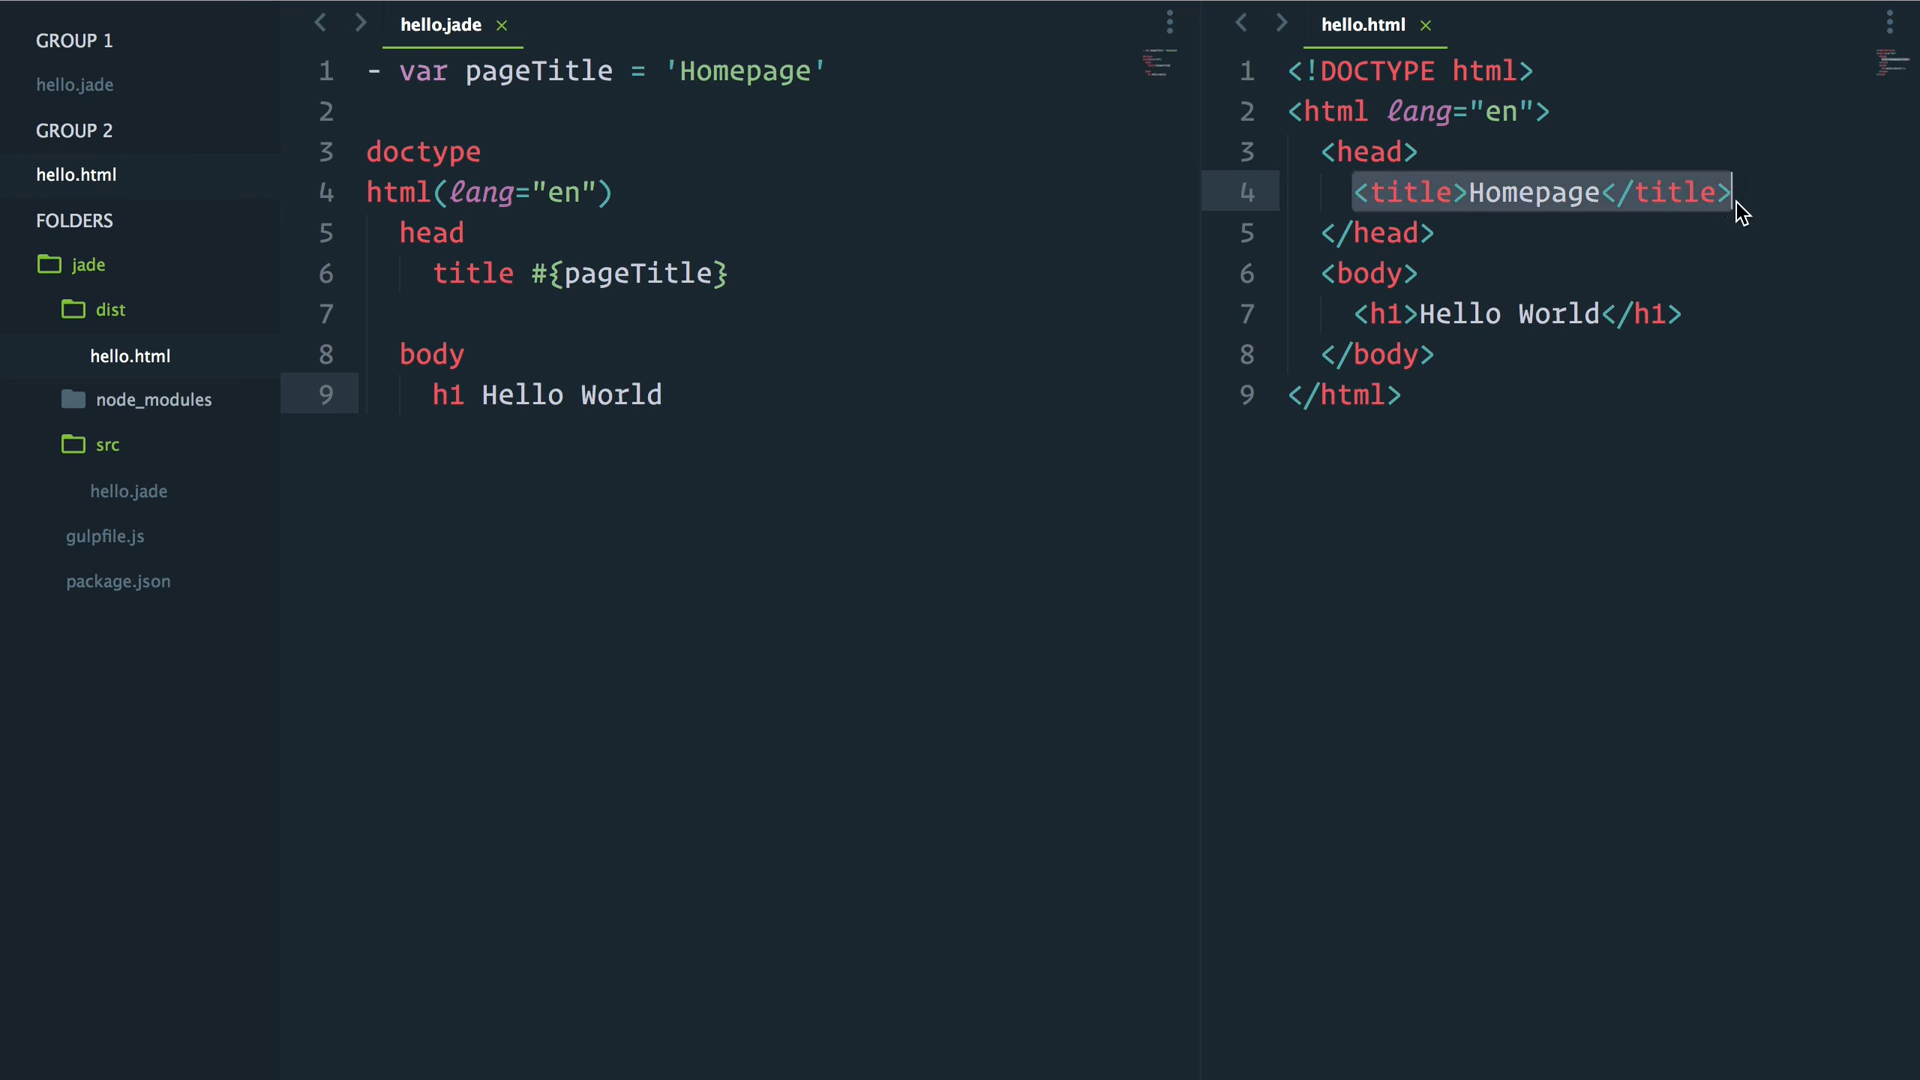 GROUP 1
hello.jade
GROUP 2
hello.html
FOLDERS
jade
dist
hello.html
node_modules
src
hello.jade
gulpfile.js
package.json
hello.jade ×
1 - var pageTitle = 'Homepage'
2
3 doctype
4 html(lang="en")
5 head
6 title #{pageTitle}
7
8 body
9 h1 Hello World
hello.html ×
1 <!DOCTYPE html>
2 <html lang="en">
3 <head>
4 <title>Homepage</title>
5 </head>
6 <body>
7 <h1>Hello World</h1>
8 </body>
9 </html>